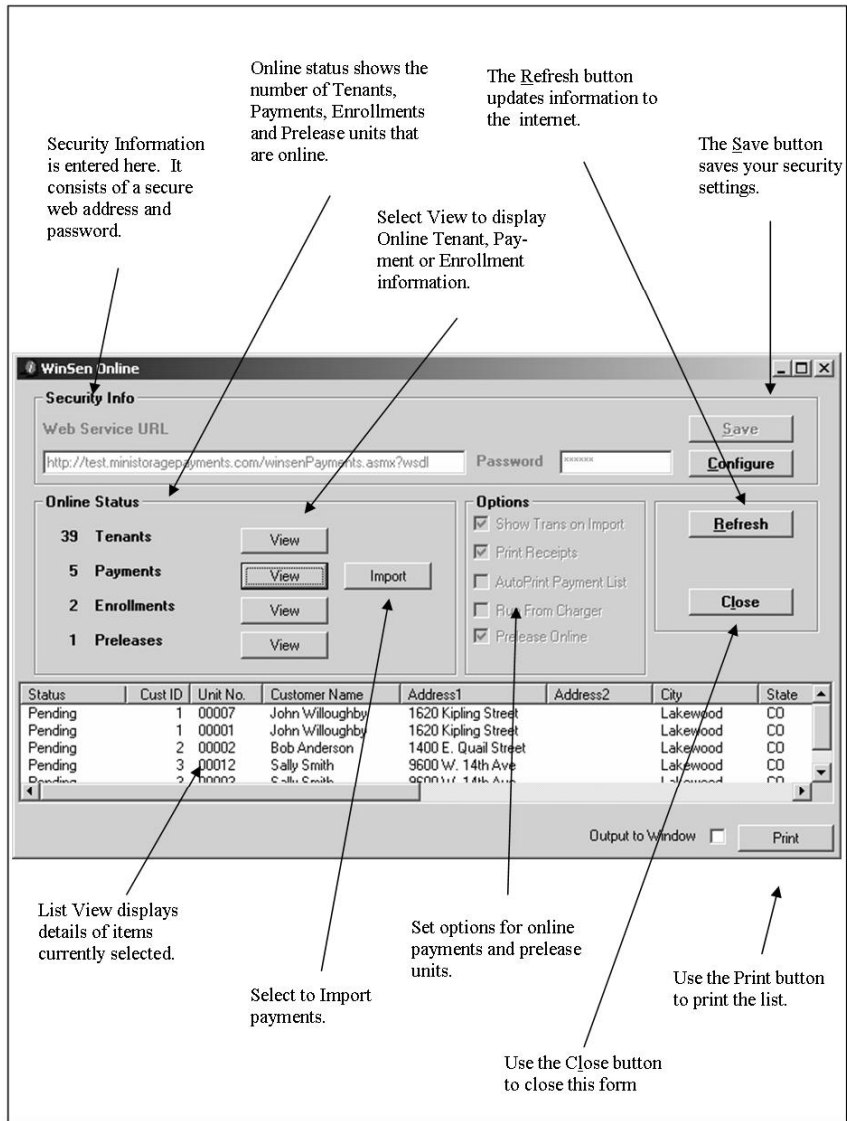 Online status shows the
number of Tenants,
Payments, Enrollments
and Prelease units that
are online.
The Refresh button
updates information to
the internet.
Security Information
is entered here. It
consists of a secure
web address and
password.
The Save button
saves your security
settings.
Select View to display
Online Tenant, Pay-
ment or Enrollment
information.
WinSen Online
Security Info
Web Service URL
Save
http://test.ministoragepayments.com/winsenPayments.asmx?wsdl Password ****** Configure
Online Status
Options
39 Tenants View
Show Trans on Import
Refresh
5 Payments View Import
Print Receipts
AutoPrint Payment List
2 Enrollments View
Run From Charger
Close
1 Preleases View
Prelease Online
Status Cust ID Unit No. Customer Name Address1 Address2 City State
Pending 1 00007 John Willoughby 1620 Kipling Street Lakewood CO
Pending 1 00001 John Willoughby 1620 Kipling Street Lakewood CO
Pending 2 00002 Bob Anderson 1400 E. Quail Street Lakewood CO
Pending 3 00012 Sally Smith 9600 W. 14th Ave Lakewood CO
Pending 3 00003 Sally Smith 9600 W. 14th Ave Lakewood CO
Output to Window Print
List View displays
details of items
currently selected.
Set options for online
payments and prelease
units.
Use the Print button
to print the list.
Select to Import
payments.
Use the Close button
to close this form